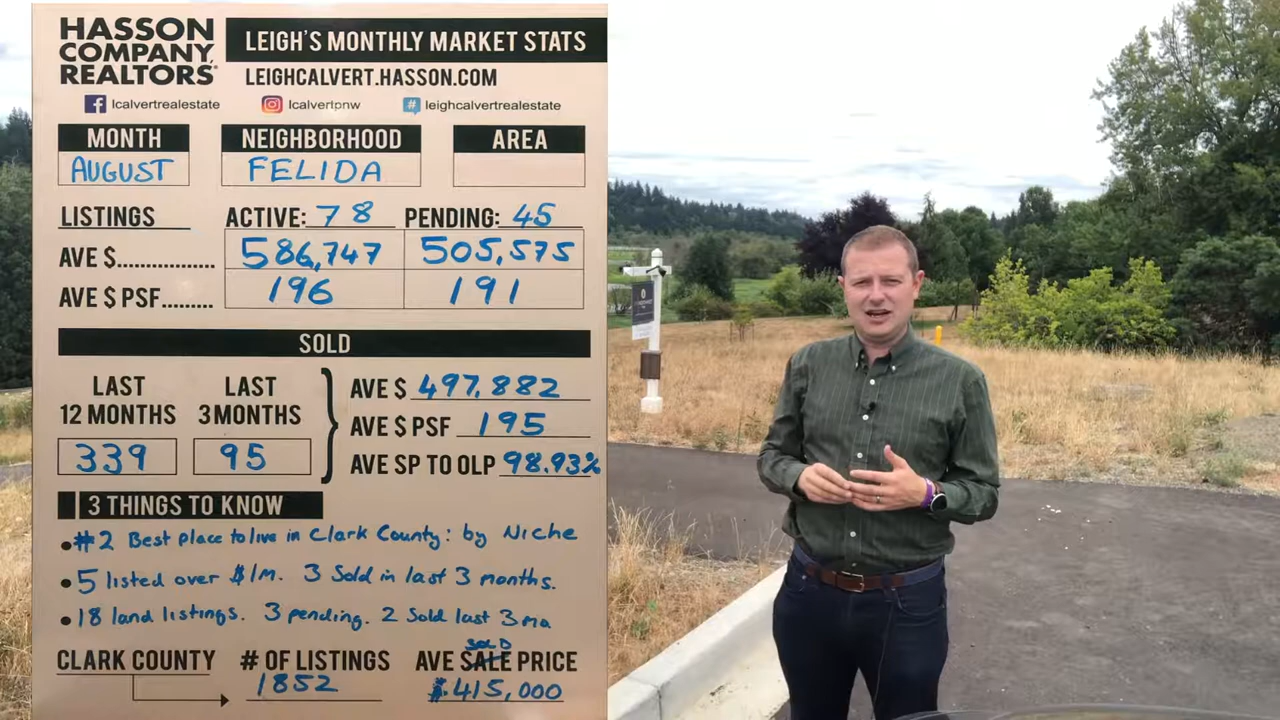 HASSON
COMPANY
REALTORS®
LEIGH'S MONTHLY MARKET STATS
LEIGHCALVERT.HASSON.COM
lcalvertrealestate lcalvertpnw # leighcalvertrealestate
MONTH NEIGHBORHOOD AREA
AUGUST FELIDA
LISTINGS ACTIVE: 78 PENDING: 45
AVE $............... 586,747 505,575
AVE $ PSF......... 196 191
SOLD
LAST 12 MONTHS
339
LAST 3 MONTHS
95
AVE $ 497,882
AVE $ PSF 195
AVE SP TO OLP 98.93%
3 THINGS TO KNOW
• #2 Best place to live in Clark County: by Niche
• 5 listed over $1M. 3 Sold in last 3 months.
• 18 land listings. 3 pending. 2 Sold last 3 mo
SOLD
CLARK COUNTY # OF LISTINGS AVE SALE PRICE
1852 $415,000